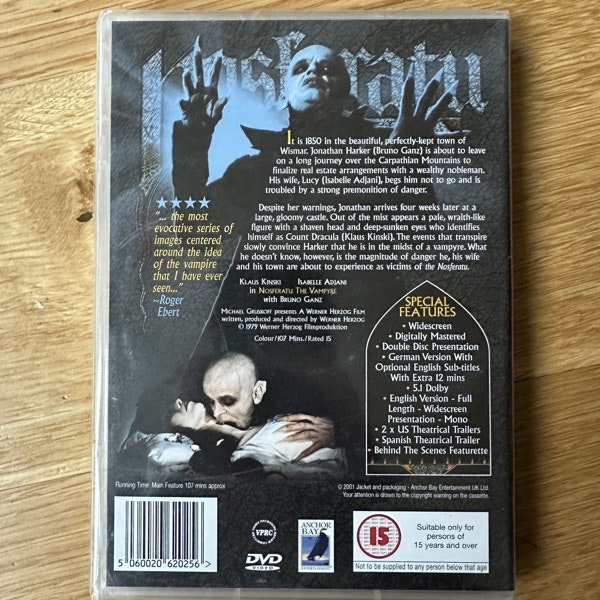 nosferatu
It is 1850 in the beautiful, perfectly-kept town of
Wismar. Jonathan Harker (Bruno Ganz) is about to leave
on a long journey over the Carpathian Mountains to
finalize real estate arrangements with a wealthy nobleman.
His wife, Lucy (Isabelle Adjani), begs him not to go and is
troubled by a strong premonition of danger.
Despite her warnings, Jonathan arrives four weeks later at a
large, gloomy castle. Out of the mist appears a pale, wraith-like
figure with a shaven head and deep-sunken eyes who identifies
himself as Count Dracula (Klaus Kinski). The events that transpire
slowly convince Harker that he is in the midst of a vampyre. What
he doesn't know, however, is the magnitude of danger he, his wife
and his town are about to experience as victims of the Nosferatu.
★★★★
"... the most
evocative series of
images centered
around the idea
of the vampire
that I have ever
seen..."
~Roger
Ebert
Klaus Kinski Isabelle Adjani
in Nosferatu The Vampyre
with Bruno Ganz
Michael Gruskoff presents A Werner Herzog Film
written, produced and directed by Werner Herzog
© 1979 Werner Herzog Filmproduktion
Colour/107 Mins./Rated 15
SPECIAL
FEATURES
• Widescreen
• Digitally Mastered
• Double Disc Presentation
• German Version With
Optional English Sub-titles
With Extra 12 mins
• 5.1 Dolby
• English Version - Full
Length - Widescreen
Presentation - Mono
• 2 x US Theatrical Trailers
• Spanish Theatrical Trailer
• Behind The Scenes Featurette
Running Time: Main Feature 107 mins approx
© 2001 Jacket and packaging - Anchor Bay Entertainment UK Ltd.
Your attention is drawn to the copyright warning on the cassette.
5 060020 620256 >
VPRC
DVD
VIDEO
ANCHOR
BAY
ENTERTAINMENT
15
Suitable only for
persons of
15 years and over
Not to be supplied to any person below that age